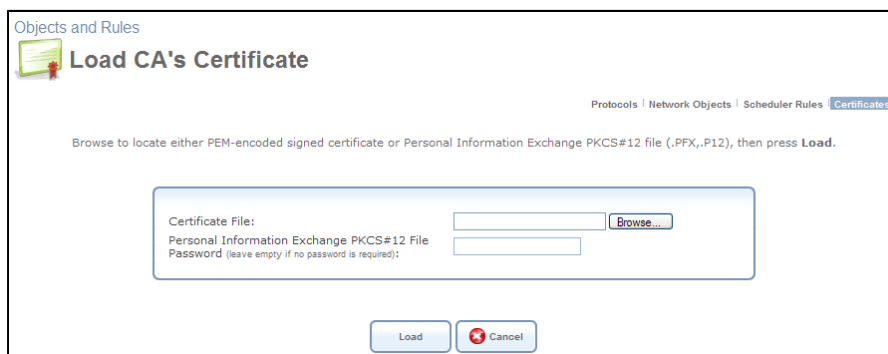 Objects and Rules
Load CA's Certificate
Protocols | Network Objects | Scheduler Rules | Certificates
Browse to locate either PEM-encoded signed certificate or Personal Information Exchange PKCS#12 file (.PFX,.P12), then press Load.
Certificate File:
Browse...
Personal Information Exchange PKCS#12 File
Password (leave empty if no password is required):
Load
Cancel